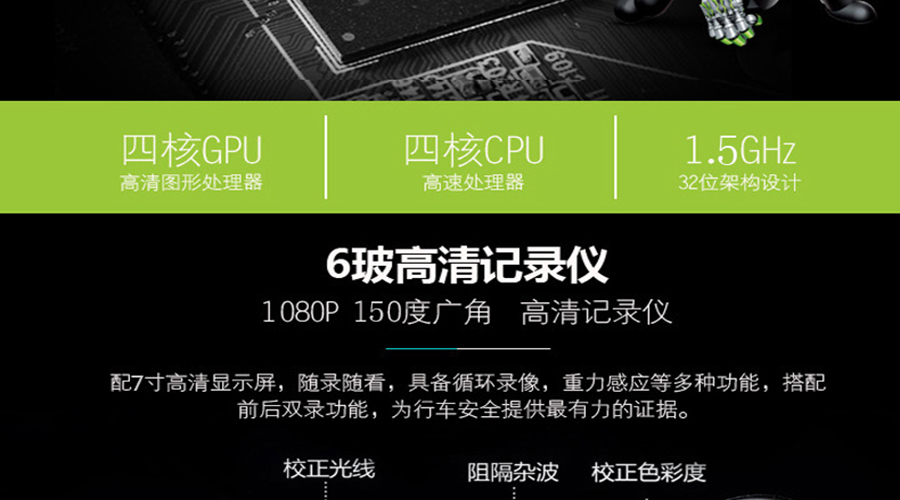 四核GPU
高清图形处理器
四核CPU
高速处理器
1.5GHz
32位架构设计
6玻高清记录仪
1080P 150度广角 高清记录仪
配7寸高清显示屏，随录随看，具备循环录像，重力感应等多种功能，搭配
前后双录功能，为行车安全提供最有力的证据。
校正光线 阻隔杂波 校正色彩度